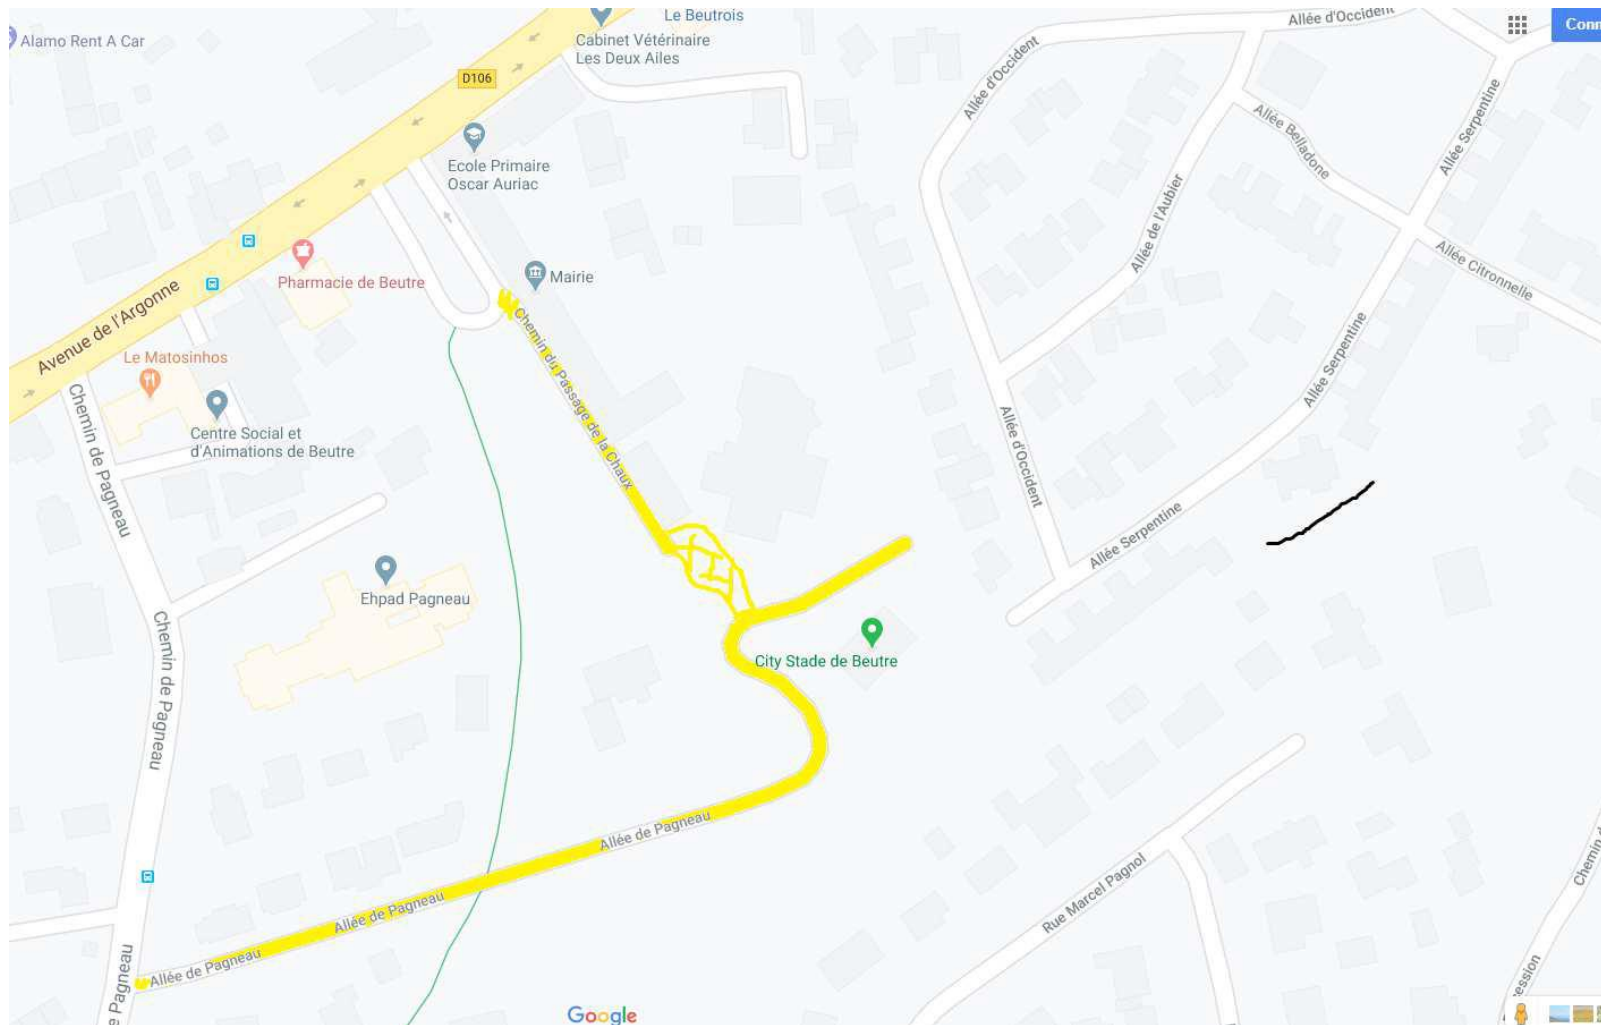 Alamo Rent A Car
Le Beutrois
Cabinet Vétérinaire
Les Deux Ailes
D106
Allée d'Occident
Conn
Allée d'Occident
Allée Serpentine
Allée Belladone
Ecole Primaire
Oscar Auriac
Allée de l'Aubier
Allée Citronnelle
Pharmacie de Beutre
Mairie
Avenue de l'Argonne
Le Matosinhos
Chemin du Passage de la Chaux
Allée Serpentine
Centre Social et
d'Animations de Beutre
Chemin de Pagneau
Allée d'Occident
Allée Serpentine
Ehpad Pagneau
Chemin de Pagneau
City Stade de Beutre
Allée de Pagneau
Rue Marcel Pagnol
Chemin d
Allée de Pagneau
Allée de Pagneau
e Pagneau
ession
Google